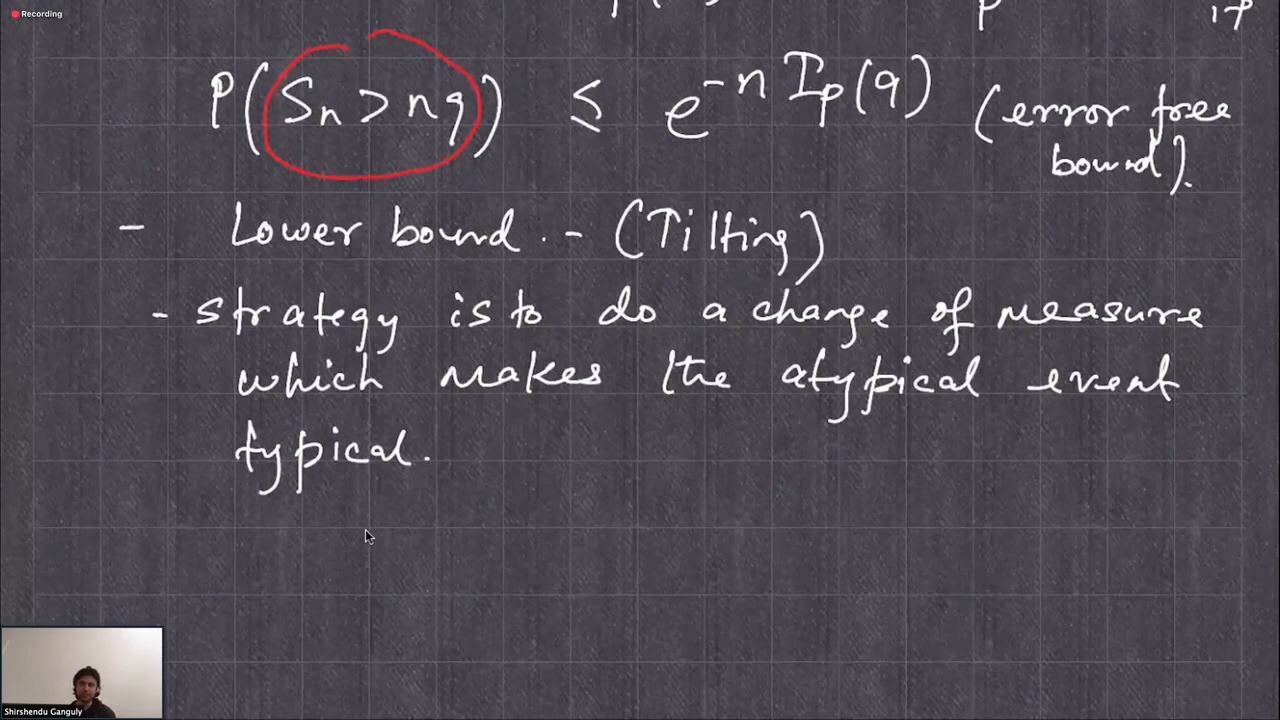 Recording
P(Sn > nq) ≤ e^{-n I_p(q)} (error free
bound).
- Lower bound. - (Tilting)
- strategy is to do a change of measure
which makes the atypical event
typical.
Shirshendu Ganguly